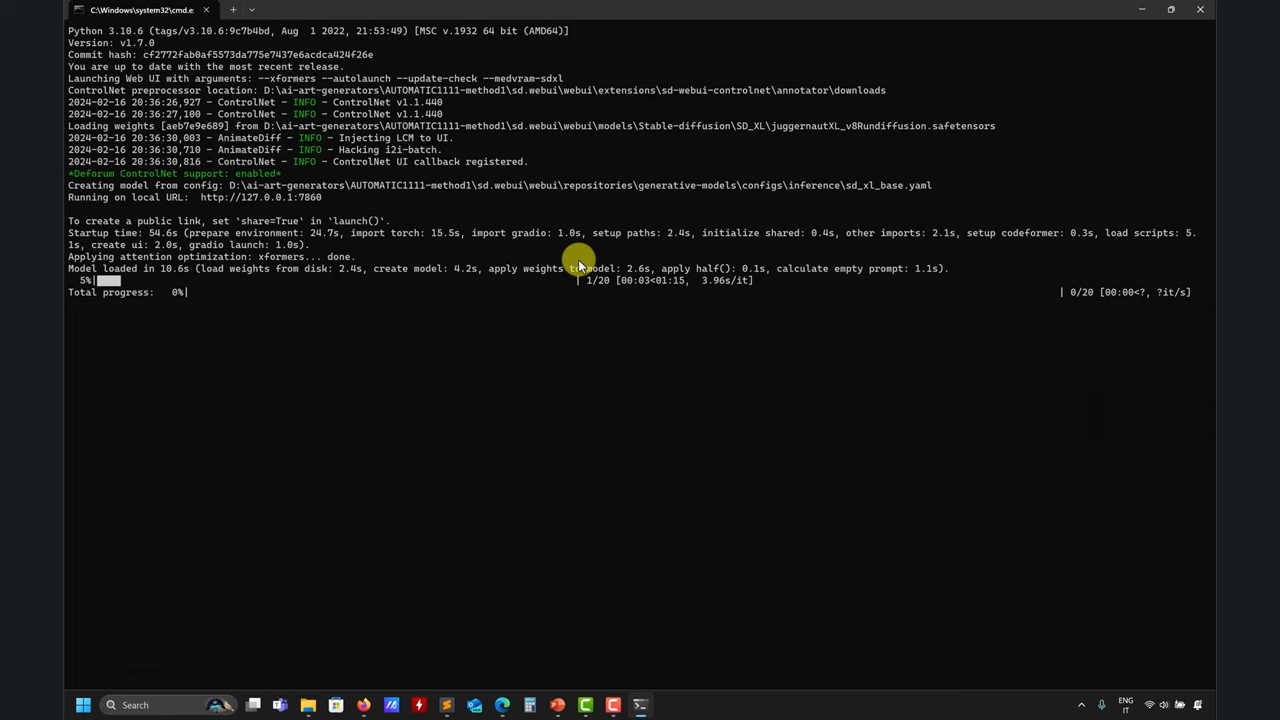 C:\Windows\system32\cmd.e:
Python 3.10.6 (tags/v3.10.6:9c7b4bd, Aug  1 2022, 21:53:49) [MSC v.1932 64 bit (AMD64)]
Version: v1.7.0
Commit hash: cf2772fab0af5573da775e7437e6acdca424f26e
You are up to date with the most recent release.
Launching Web UI with arguments: --xformers --autolaunch --update-check --medvram-sdxl
ControlNet preprocessor location: D:\ai-art-generators\AUTOMATIC1111-method1\sd.webui\webui\extensions\sd-webui-controlnet\annotator\downloads
2024-02-16 20:36:26,927 - ControlNet - INFO - ControlNet v1.1.440
2024-02-16 20:36:27,100 - ControlNet - INFO - ControlNet v1.1.440
Loading weights [aeb7e9e689] from D:\ai-art-generators\AUTOMATIC1111-method1\sd.webui\webui\models\Stable-diffusion\SD_XL\juggernautXL_v8Rundiffusion.safetensors
2024-02-16 20:36:30,003 - AnimateDiff - INFO - Injecting LCM to UI.
2024-02-16 20:36:30,710 - AnimateDiff - INFO - Hacking i2i-batch.
2024-02-16 20:36:30,816 - ControlNet - INFO - ControlNet UI callback registered.
*Deforum ControlNet support: enabled*
Creating model from config: D:\ai-art-generators\AUTOMATIC1111-method1\sd.webui\webui\repositories\generative-models\configs\inference\sd_xl_base.yaml
Running on local URL:  http://127.0.0.1:7860
To create a public link, set `share=True` in `launch()`.
Startup time: 54.6s (prepare environment: 24.7s, import torch: 15.5s, import gradio: 1.0s, setup paths: 2.4s, initialize shared: 0.4s, other imports: 2.1s, setup codeformer: 0.3s, load scripts: 5.
1s, create ui: 2.0s, gradio launch: 1.0s).
Applying attention optimization: xformers... done.
Model loaded in 10.6s (load weights from disk: 2.4s, create model: 4.2s, apply weights to model: 2.6s, apply half(): 0.1s, calculate empty prompt: 1.1s).
5%| | 1/20 [00:03<01:15,  3.96s/it]
Total progress:   0%| | 0/20 [00:00<?, ?it/s]
Search
ENG
IT